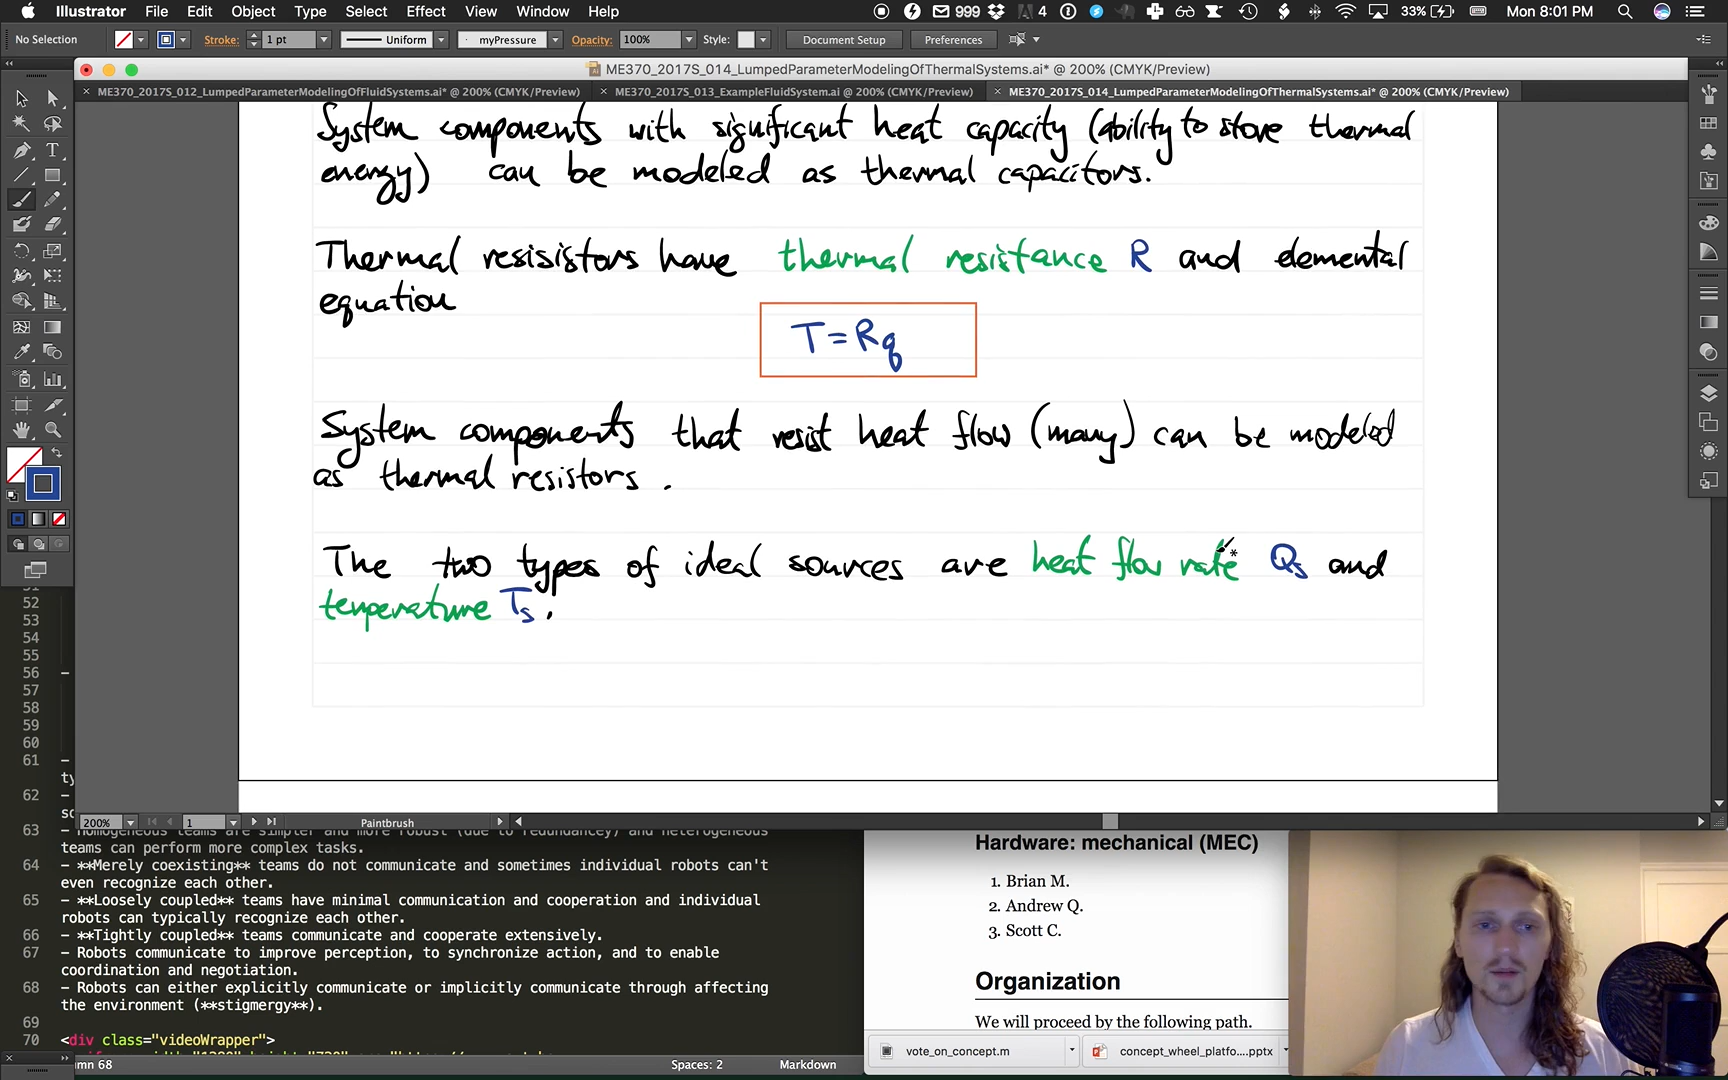 Illustrator File Edit Object Type Select Effect View Window Help 999 4 33% Mon 8:01 PM
No Selection Stroke: 1 pt Uniform myPressure Opacity: 100% Style: Document Setup Preferences
ME370_2017S_014_LumpedParameterModelingOfThermalSystems.ai* @ 200% (CMYK/Preview)
ME370_2017S_012_LumpedParameterModelingOfFluidSystems.ai* @ 200% (CMYK/Preview) ME370_2017S_013_ExampleFluidSystem.ai @ 200% (CMYK/Preview) ME370_2017S_014_LumpedParameterModelingOfThermalSystems.ai* @ 200% (CMYK/Preview)
System components with significant heat capacity (ability to store thermal
energy) can be modeled as thermal capacitors.
Thermal resisistors have thermal resistance R and elemental
equation
T=Rq
System components that resist heat flow (many) can be modeled
as thermal resistors.
The two types of ideal sources are heat flow rate Qs and
temperature Ts.
200% 1 Paintbrush
52
53
54
55
56 -
57
58
59
60
61 -
ty
62 -
sc
63 - Homogeneous teams are simpler and more robust (due to redundancey) and heterogeneous
teams can perform more complex tasks.
64 - **Merely coexisting** teams do not communicate and sometimes individual robots can't
even recognize each other.
65 - **Loosely coupled** teams have minimal communication and cooperation and individual
robots can typically recognize each other.
66 - **Tightly coupled** teams communicate and cooperate extensively.
67 - Robots communicate to improve perception, to synchronize action, and to enable
coordination and negotiation.
68 - Robots can either explicitly communicate or implicitly communicate through affecting
the environment (**stigmergy**).
69
70 <div class="videoWrapper">
umn 68 Spaces: 2 Markdown
Hardware: mechanical (MEC)
1. Brian M.
2. Andrew Q.
3. Scott C.
Organization
We will proceed by the following path.
vote_on_concept.m concept_wheel_platfo....pptx